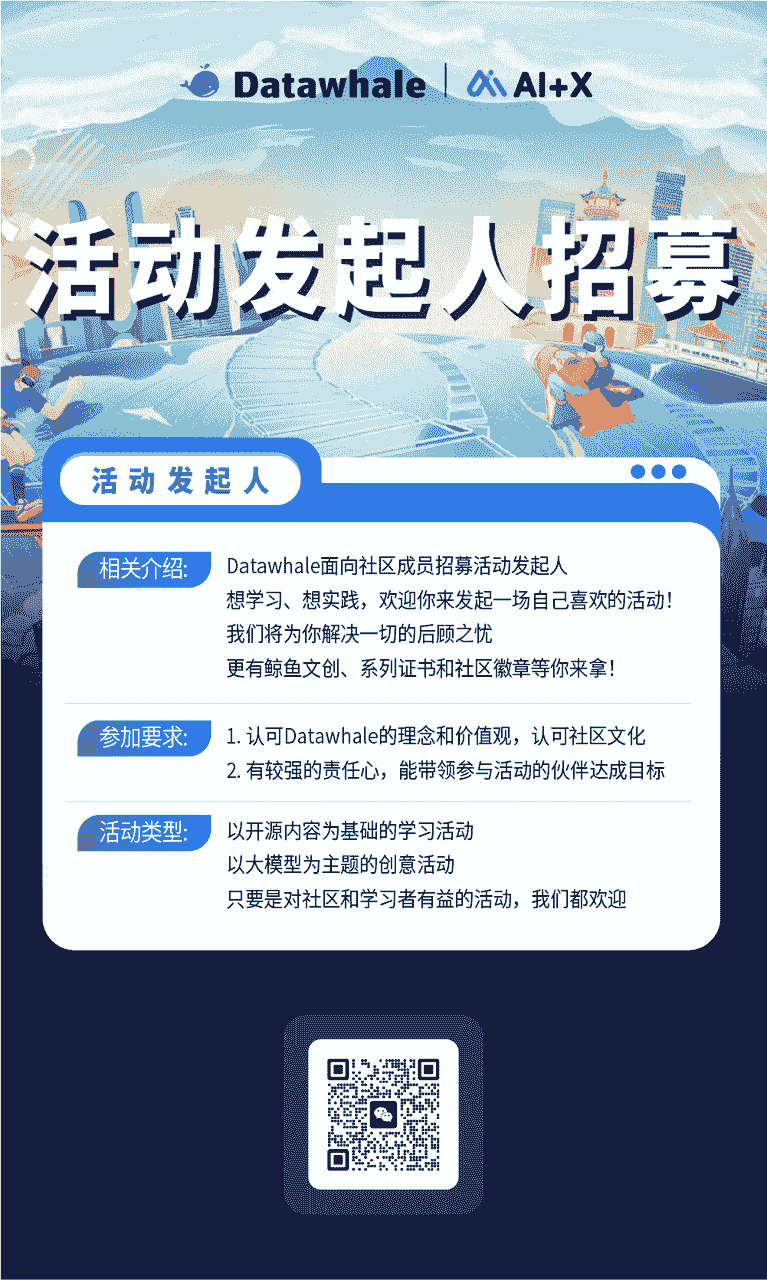 Datawhale | AI+X
活动发起人招募
活动发起人
相关介绍:
Datawhale面向社区成员招募活动发起人
想学习、想实践，欢迎你来发起一场自己喜欢的活动！
我们将为你解决一切的后顾之忧
更有鲸鱼文创、系列证书和社区徽章等你来拿！
参加要求:
1. 认可Datawhale的理念和价值观，认可社区文化
2. 有较强的责任心，能带领参与活动的伙伴达成目标
活动类型:
以开源内容为基础的学习活动
以大模型为主题的创意活动
只要是对社区和学习者有益的活动，我们都欢迎